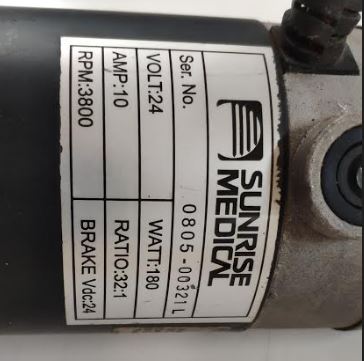 SUNRISE
MEDICAL
Ser. No. 0805-00321L
VOLT:24 WATT:180
AMP:10 RATIO:32:1
RPM:3800 BRAKE Vdc:24